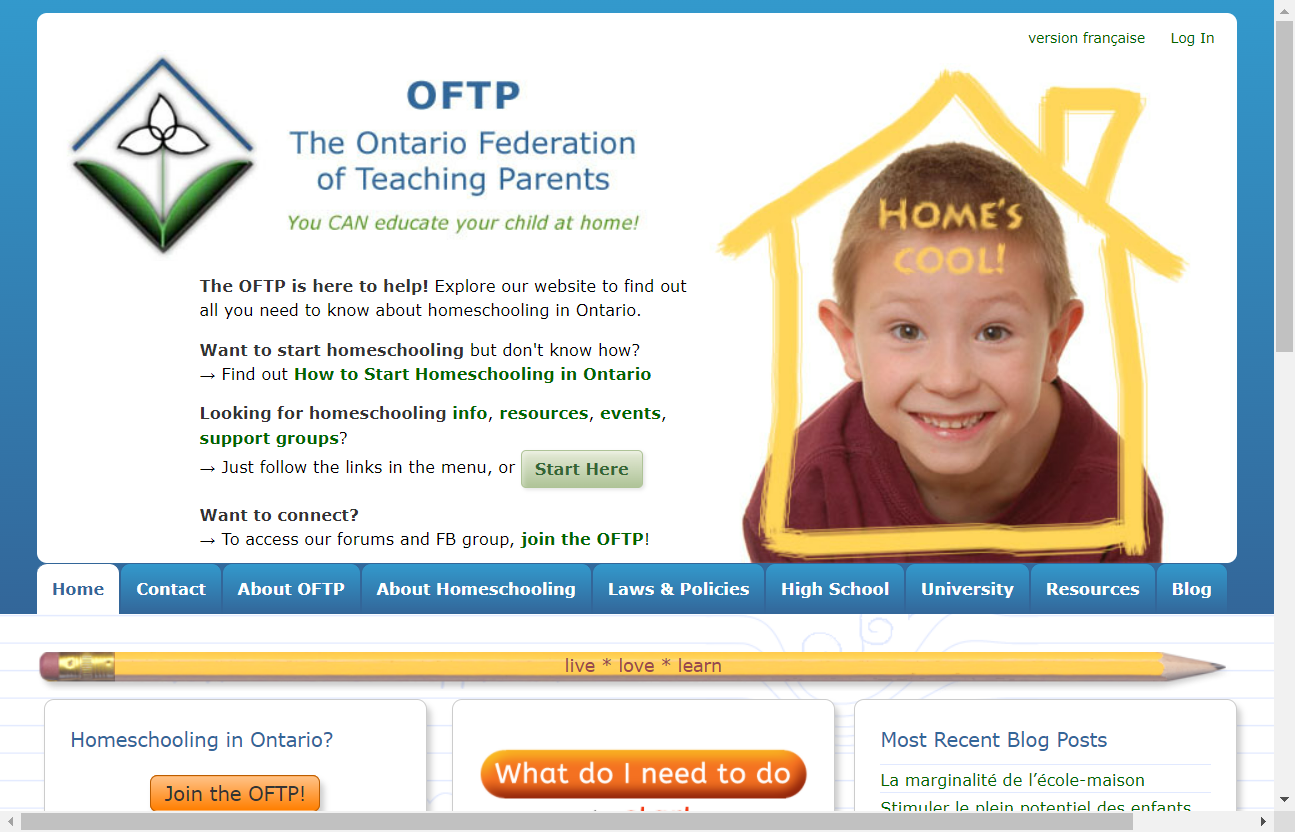 version française Log In
OFTP
The Ontario Federation
of Teaching Parents
You CAN educate your child at home!
HOME'S
COOL!
The OFTP is here to help! Explore our website to find out
all you need to know about homeschooling in Ontario.
Want to start homeschooling but don't know how?
→ Find out How to Start Homeschooling in Ontario
Looking for homeschooling info, resources, events,
support groups?
→ Just follow the links in the menu, or Start Here
Want to connect?
→ To access our forums and FB group, join the OFTP!
Home Contact About OFTP About Homeschooling Laws & Policies High School University Resources Blog
live * love * learn
Homeschooling in Ontario?
Join the OFTP!
What do I need to do
Most Recent Blog Posts
La marginalité de l’école-maison
Stimuler le plein potentiel des enfants